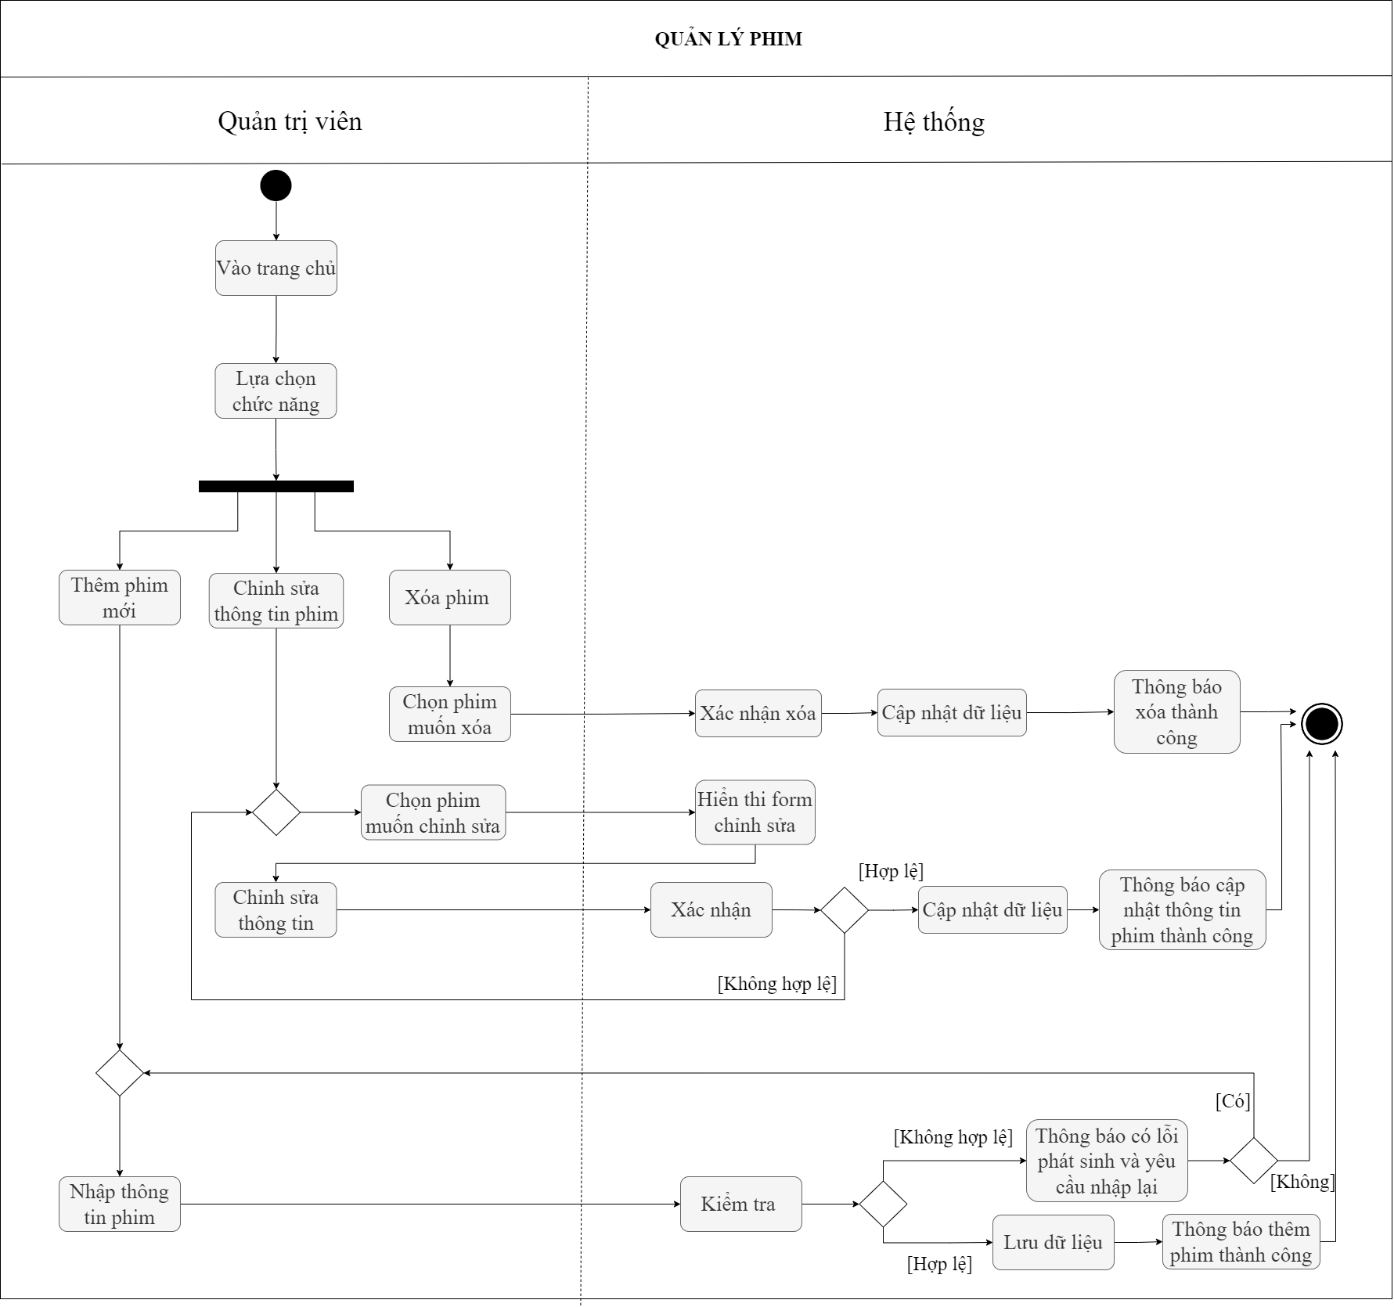 QUẢN LÝ PHIM
Quản trị viên
Hệ thống
Vào trang chủ
Lựa chọn
chức năng
Thêm phim
mới
Chỉnh sửa
thông tin phim
Xóa phim
Chọn phim
muốn xóa
Xác nhận xóa
Cập nhật dữ liệu
Thông báo
xóa thành
công
Chọn phim
muốn chỉnh sửa
Hiển thi form
chỉnh sửa
Chỉnh sửa
thông tin
Xác nhận
[Hợp lệ]
Cập nhật dữ liệu
Thông báo cập
nhật thông tin
phim thành công
[Không hợp lệ]
[Có]
[Không hợp lệ]
Thông báo có lỗi
phát sinh và yêu
cầu nhập lại
[Không]
Nhập thông
tin phim
Kiểm tra
[Hợp lệ]
Lưu dữ liệu
Thông báo thêm
phim thành công